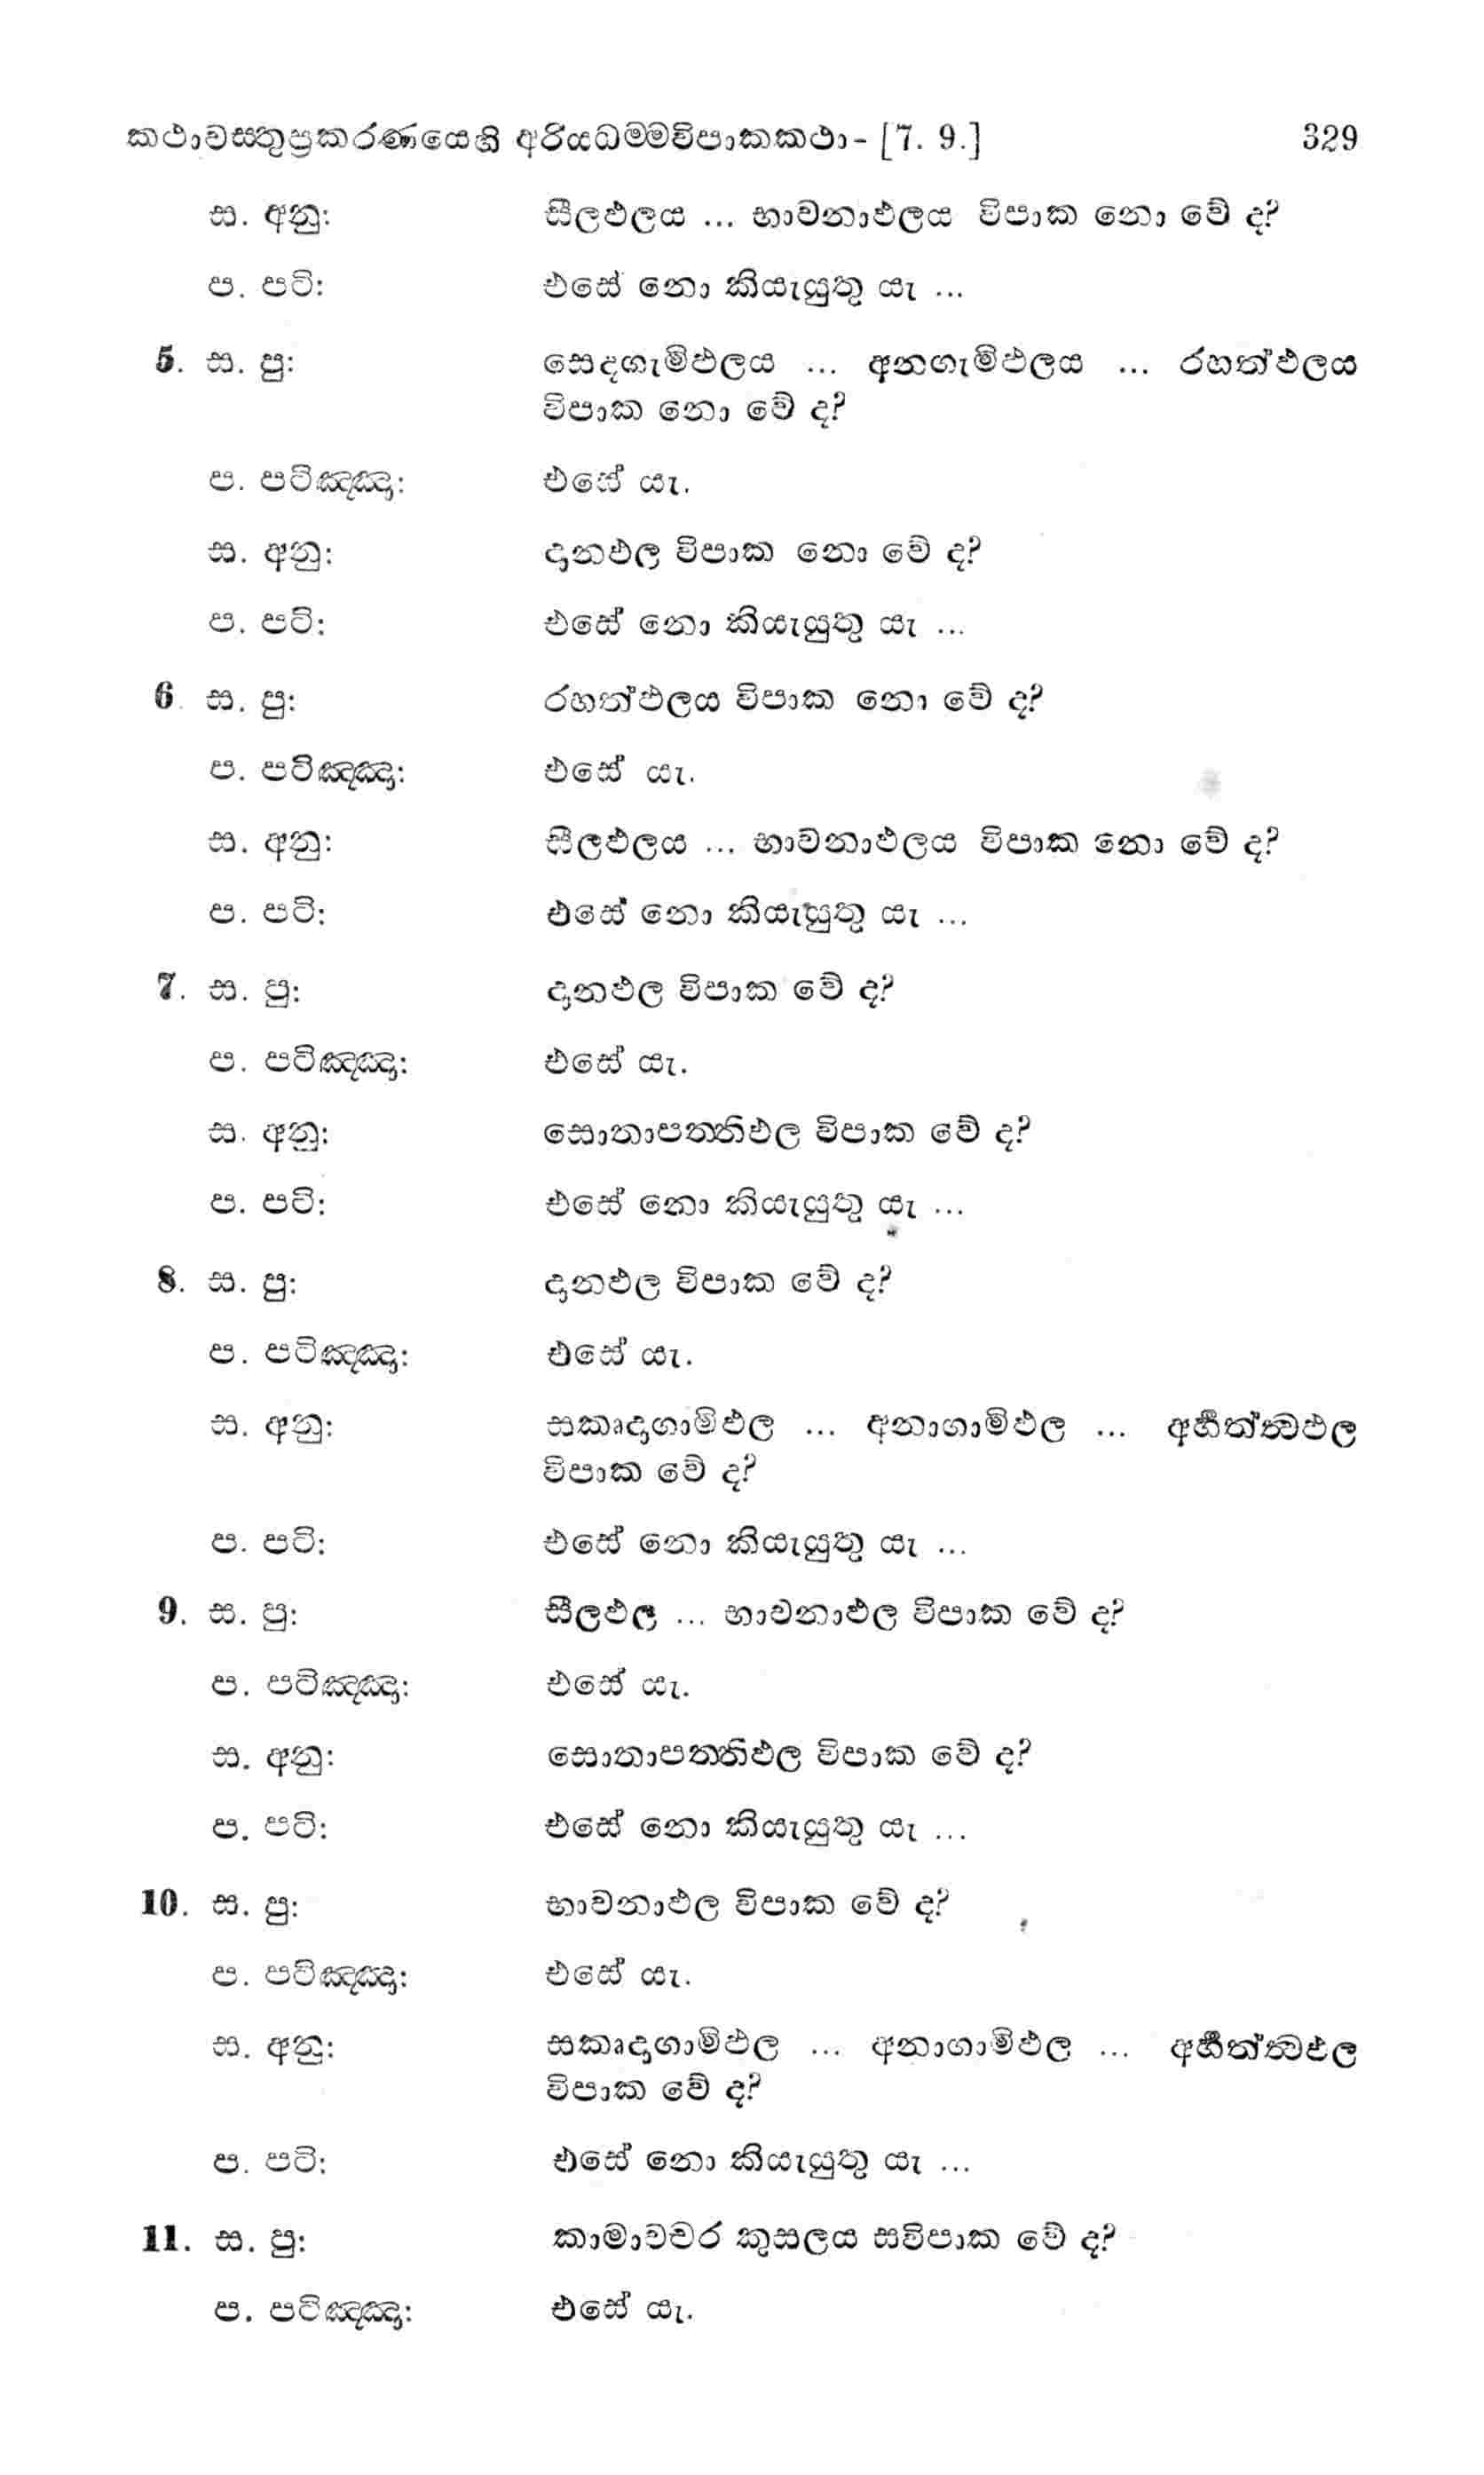 කථාවස්තුප්‍රකරණයෙහි අරියධම්මවිපාකකථා - [7. 9.] 329
ස. අනු: සීලඵලය ... භාවනාඵලය විපාක නො වේ ද?
ප. පටි: එසේ නො කියැයුතු යැ ...
5. ස. පු: සෙදගැමිඵලය ... අනගැමිඵලය ... රහත්ඵලය
විපාක නො වේ ද?
ප. පටිඤ්ඤා: එසේ යැ.
ස. අනු: දානඵල විපාක නො වේ ද?
ප. පටි: එසේ නො කියැයුතු යැ ...
6. ස. පු: රහත්ඵලය විපාක නො වේ ද?
ප. පටිඤ්ඤා: එසේ යැ.
ස. අනු: සීලඵලය ... භාවනාඵලය විපාක නො වේ ද?
ප. පටි: එසේ නො කියැයුතු යැ ...
7. ස. පු: දානඵල විපාක වේ ද?
ප. පටිඤ්ඤා: එසේ යැ.
ස. අනු: සොතාපත්තිඵල විපාක වේ ද?
ප. පටි: එසේ නො කියැයුතු යැ ...
8. ස. පු: දානඵල විපාක වේ ද?
ප. පටිඤ්ඤා: එසේ යැ.
ස. අනු: සකෘදාගාමිඵල ... අනාගාමිඵල ... අර්හත්ත්‍වඵල
විපාක වේ ද?
ප. පටි: එසේ නො කියැයුතු යැ ...
9. ස. පු: සීලඵල ... භාවනාඵල විපාක වේ ද?
ප. පටිඤ්ඤා: එසේ යැ.
ස. අනු: සොතාපත්තිඵල විපාක වේ ද?
ප. පටි: එසේ නො කියැයුතු යැ ...
10. ස. පු: භාවනාඵල විපාක වේ ද?
ප. පටිඤ්ඤා: එසේ යැ.
ස. අනු: සකෘදාගාමිඵල ... අනාගාමිඵල ... අර්හත්ත්‍වඵල
විපාක වේ ද?
ප. පටි: එසේ නො කියැයුතු යැ ...
11. ස. පු: කාමාවචර කුසලය සවිපාක වේ ද?
ප. පටිඤ්ඤා: එසේ යැ.